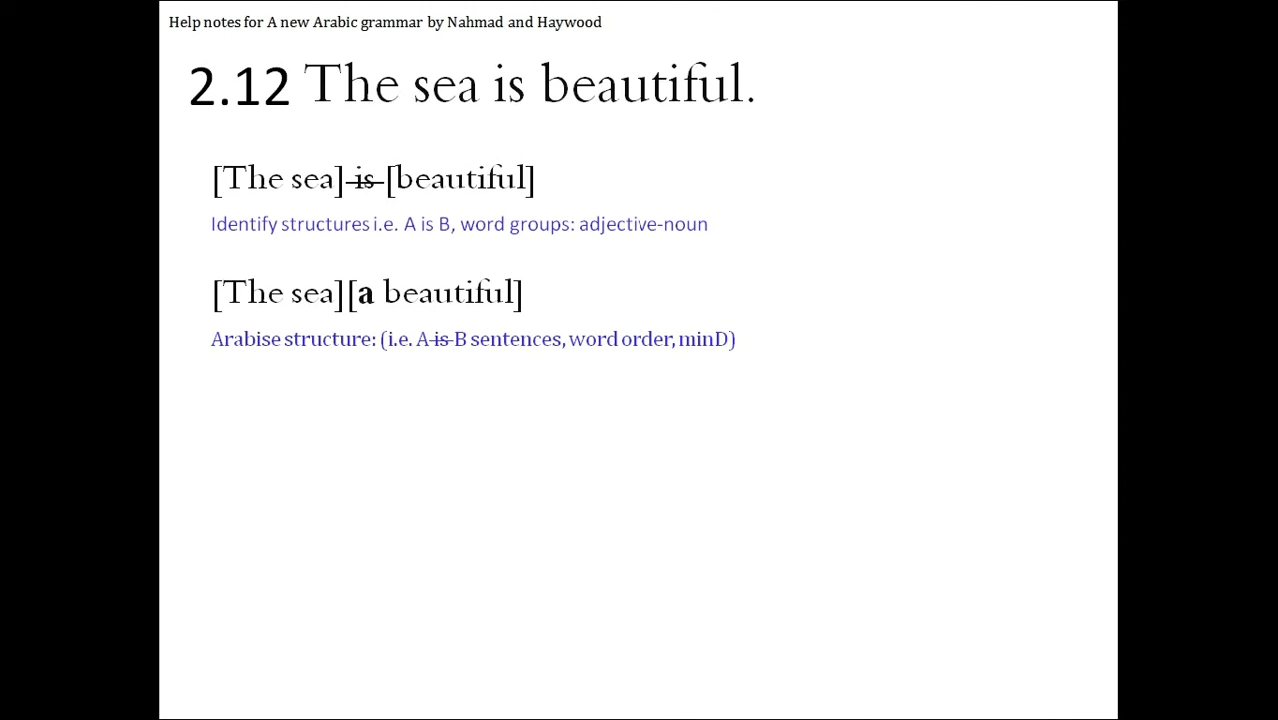 Help notes for A new Arabic grammar by Nahmad and Haywood
2.12 The sea is beautiful.
[The sea] is [beautiful]
Identify structures i.e. A is B, word groups: adjective-noun
[The sea][a beautiful]
Arabise structure: (i.e. A is B sentences, word order, minD)